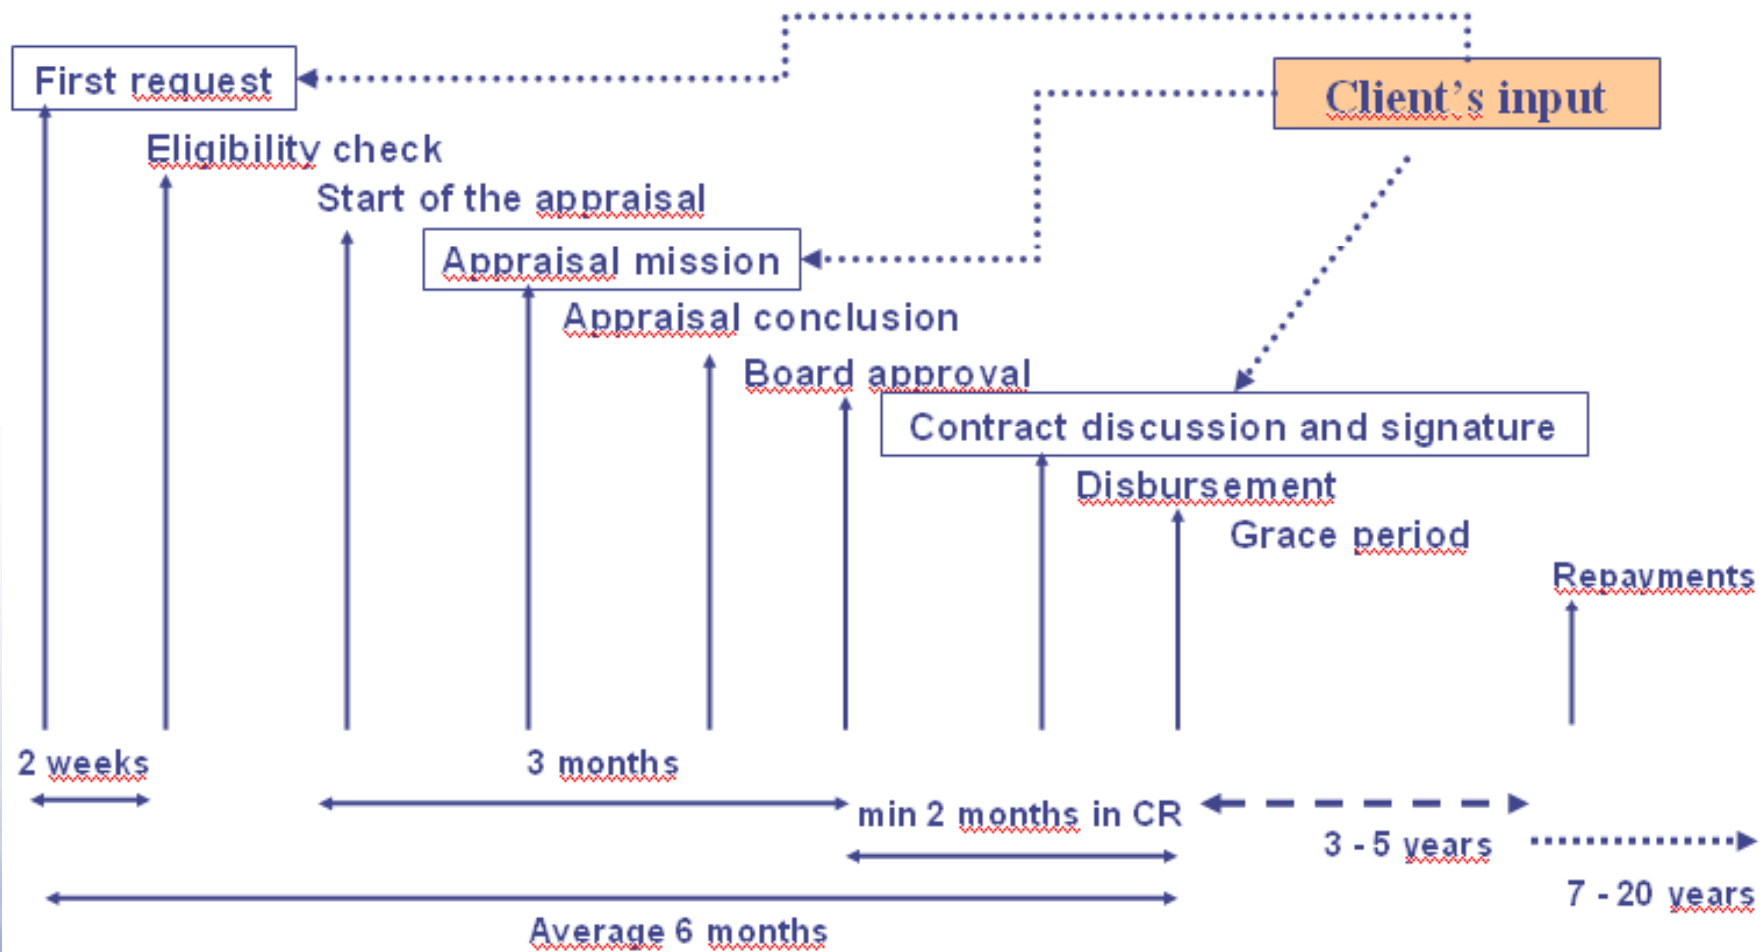 First request
Client's input
Eligibility check
Start of the appraisal
Appraisal mission
Appraisal conclusion
Board approval
Contract discussion and signature
Disbursement
Grace period
Repayments
2 weeks
3 months
min 2 months in CR
3 - 5 years
7 - 20 years
Average 6 months